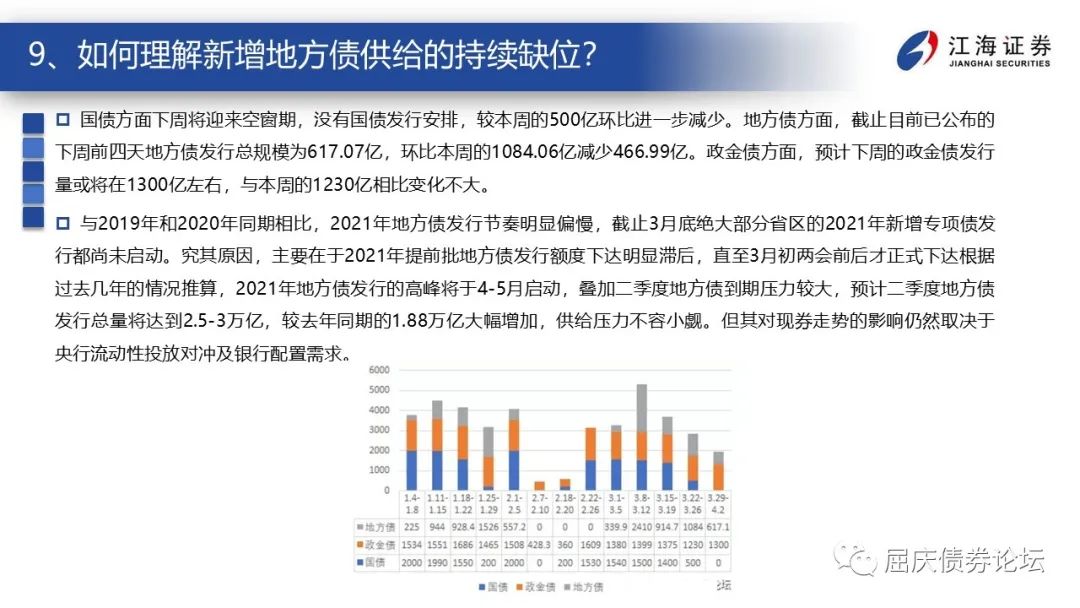 9、如何理解新增地方债供给的持续缺位？
江海证券
JIANGHAI SECURITIES
国债方面下周将迎来空窗期，没有国债发行安排，较本周的500亿环比进一步减少。地方债方面，截止目前已公布的
下周前四天地方债发行总规模为617.07亿，环比本周的1084.06亿减少466.99亿。政金债方面，预计下周的政金债发行
量或将在1300亿左右，与本周的1230亿相比变化不大。
与2019年和2020年同期相比，2021年地方债发行节奏明显偏慢，截止3月底绝大部分省区的2021年新增专项债发
行都尚未启动。究其原因，主要在于2021年提前批地方债发行额度下达明显滞后，直至3月初两会前后才正式下达根据
过去几年的情况推算，2021年地方债发行的高峰将于4-5月启动，叠加二季度地方债到期压力较大，预计二季度地方债
发行总量将达到2.5-3万亿，较去年同期的1.88万亿大幅增加，供给压力不容小觑。但其对现券走势的影响仍然取决于
央行流动性投放对冲及银行配置需求。
6000
5000
4000
3000
2000
1000
0
1.4-1.8 1.11-1.15 1.18-1.22 1.25-1.29 2.1-2.5 2.7-2.10 2.18-2.20 2.22-2.26 3.1-3.5 3.8-3.12 3.15-3.19 3.22-3.26 3.29-4.2
地方债 225 944 928.4 1526 557.2 0 0 0 339.9 2410 914.7 1084 617.1
政金债 1534 1551 1686 1465 1508 428.3 360 1609 1380 1399 1375 1230 1300
国债 2000 1990 1550 200 2000 0 200 1530 1540 1500 1400 500 0
国债 政金债 地方债
屈庆债券论坛